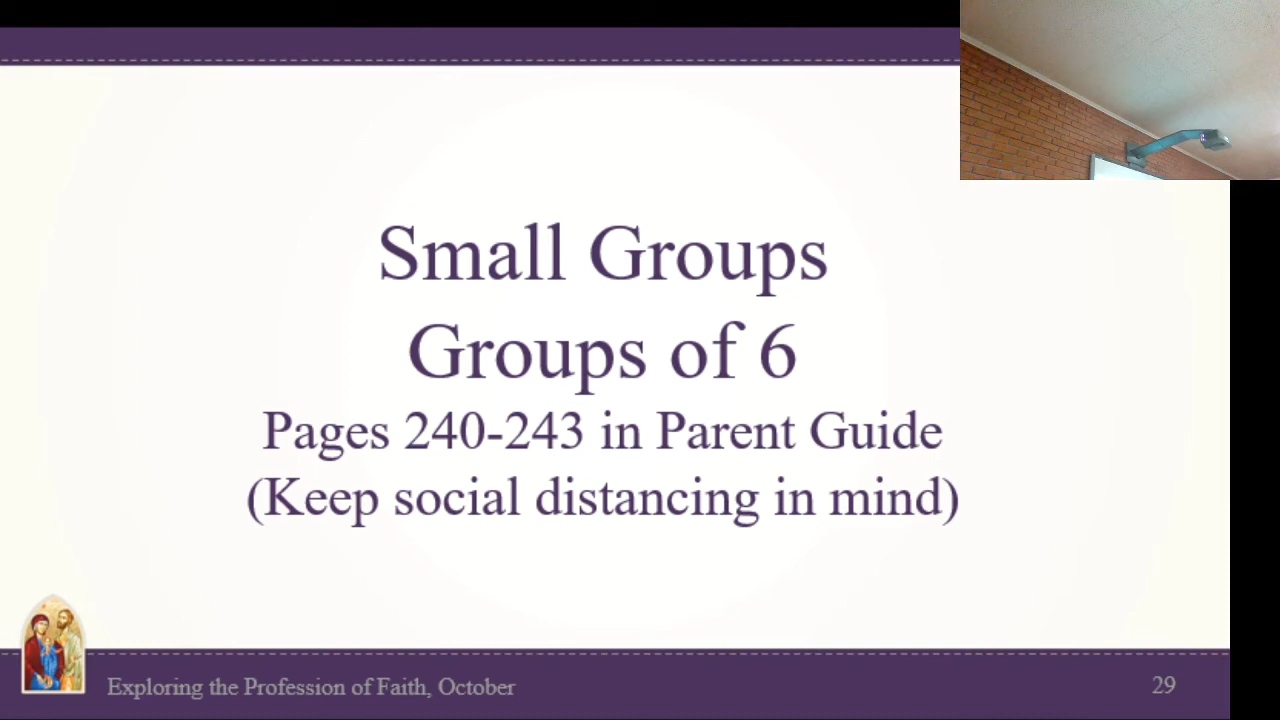 Small Groups
Groups of 6
Pages 240-243 in Parent Guide
(Keep social distancing in mind)
Exploring the Profession of Faith, October
29